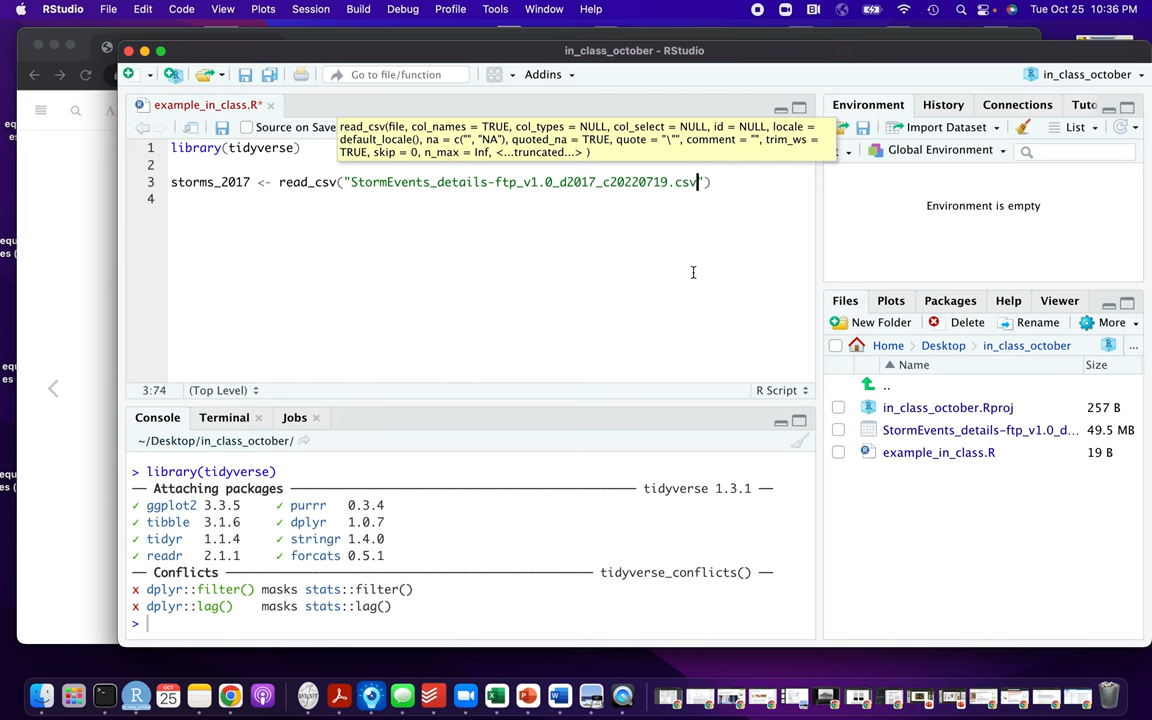 RStudio File Edit Code View Plots Session Build Debug Profile Tools Window Help Tue Oct 25 10:36 PM
in_class_october - RStudio
Go to file/function Addins in_class_october
example_in_class.R*
Source on Save
read_csv(file, col_names = TRUE, col_types = NULL, col_select = NULL, id = NULL, locale =
default_locale(), na = c("", "NA"), quoted_na = TRUE, quote = "\"", comment = "", trim_ws =
TRUE, skip = 0, n_max = Inf, <...truncated...> )
1 library(tidyverse)
2
3 storms_2017 <- read_csv("StormEvents_details-ftp_v1.0_d2017_c20220719.csv")
4
3:74 (Top Level) R Script
Console Terminal Jobs
~/Desktop/in_class_october/
> library(tidyverse)
── Attaching packages ──── tidyverse 1.3.1 ──
✓ ggplot2 3.3.5 ✓ purrr 0.3.4
✓ tibble 3.1.6 ✓ dplyr 1.0.7
✓ tidyr 1.1.4 ✓ stringr 1.4.0
✓ readr 2.1.1 ✓ forcats 0.5.1
── Conflicts ──── tidyverse_conflicts() ──
x dplyr::filter() masks stats::filter()
x dplyr::lag() masks stats::lag()
>
Environment History Connections Tuto
Import Dataset List
Global Environment
Environment is empty
Files Plots Packages Help Viewer
New Folder Delete Rename More
Home Desktop in_class_october ...
Name Size
..
in_class_october.Rproj 257 B
StormEvents_details-ftp_v1.0_d... 49.5 MB
example_in_class.R 19 B
OCT
25